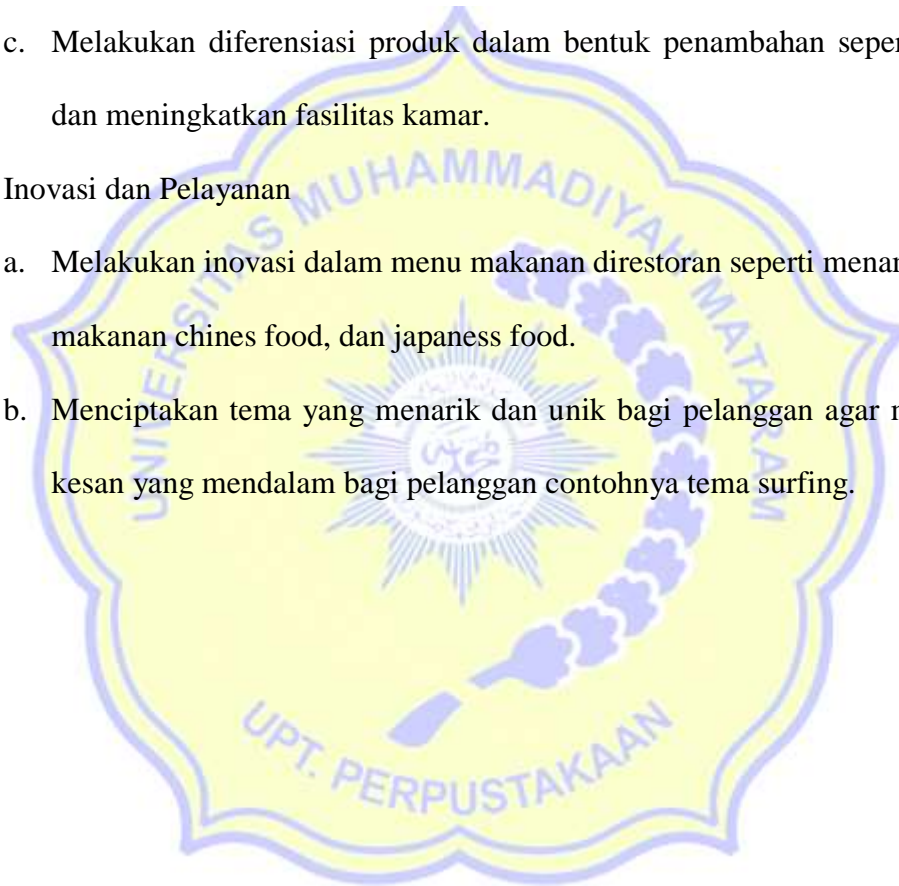 c. Melakukan diferensiasi produk dalam bentuk penambahan
dan meningkatkan fasilitas kamar.
Inovasi dan Pelayanan
a. Melakukan inovasi dalam menu makanan direstoran seperti
makanan chines food, dan japaness food.
b. Menciptakan tema yang menarik dan unik bagi pelanggan agar
kesan yang mendalam bagi pelanggan contohnya tema surfing.
UNIVERSITAS MUHAMMADIYAH MATARAM
UPT. PERPUSTAKAAN